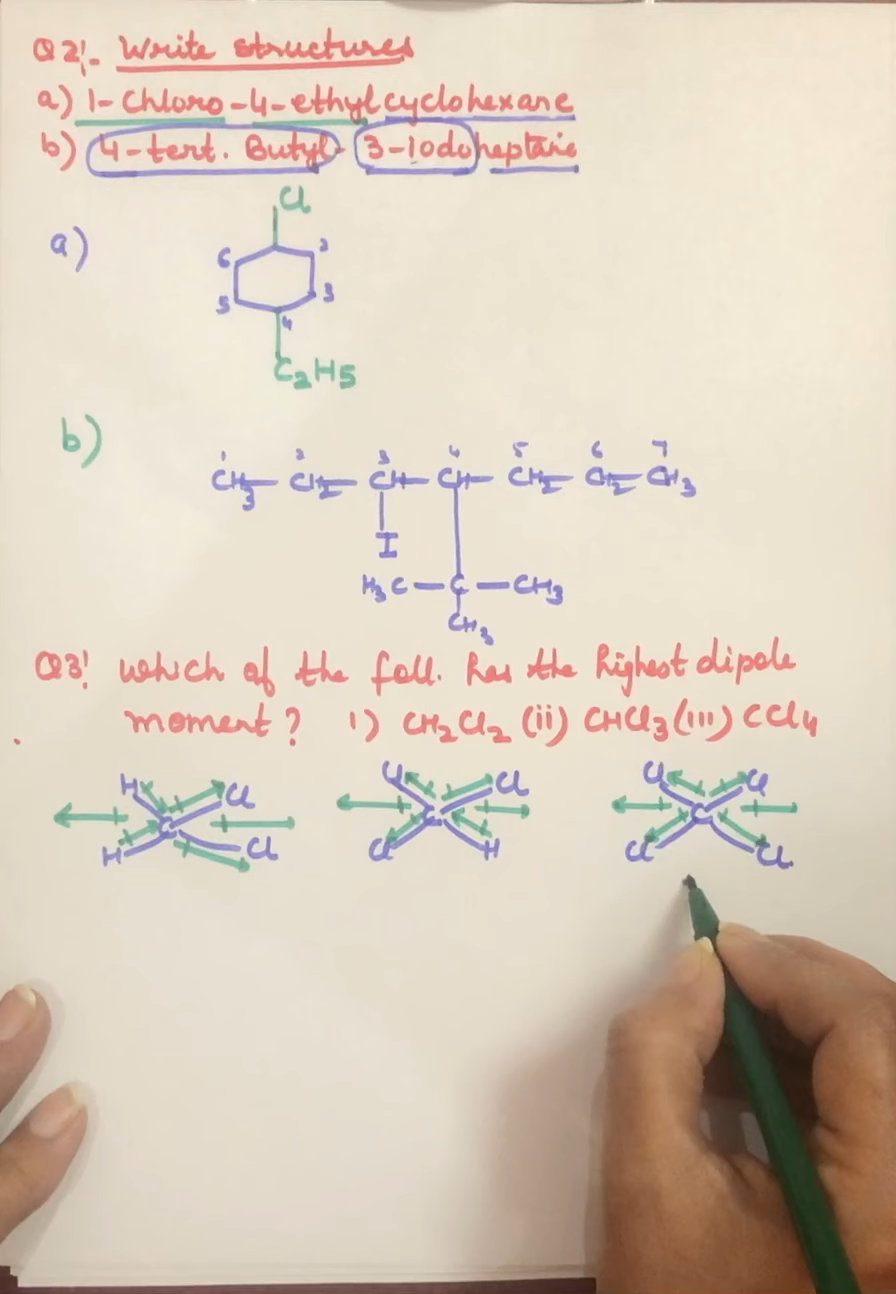 Q2!. Write structures
a) 1-Chloro-4-ethylcyclohexane
b) 4-tert. Butyl-3-Iodoheptane
a)
Cl
6 2
5 3
4
C2H5
b)
1 2 3 4 5 6 7
CH3-CH2-CH-CH-CH2-CH2-CH3
I
H3C-C-CH3
CH3
Q3! which of the foll. has the highest dipole
moment? 1) CH2Cl2 (ii) CHCl3 (iii) CCl4
H Cl Cl Cl Cl Cl
C C C
H Cl Cl H Cl Cl